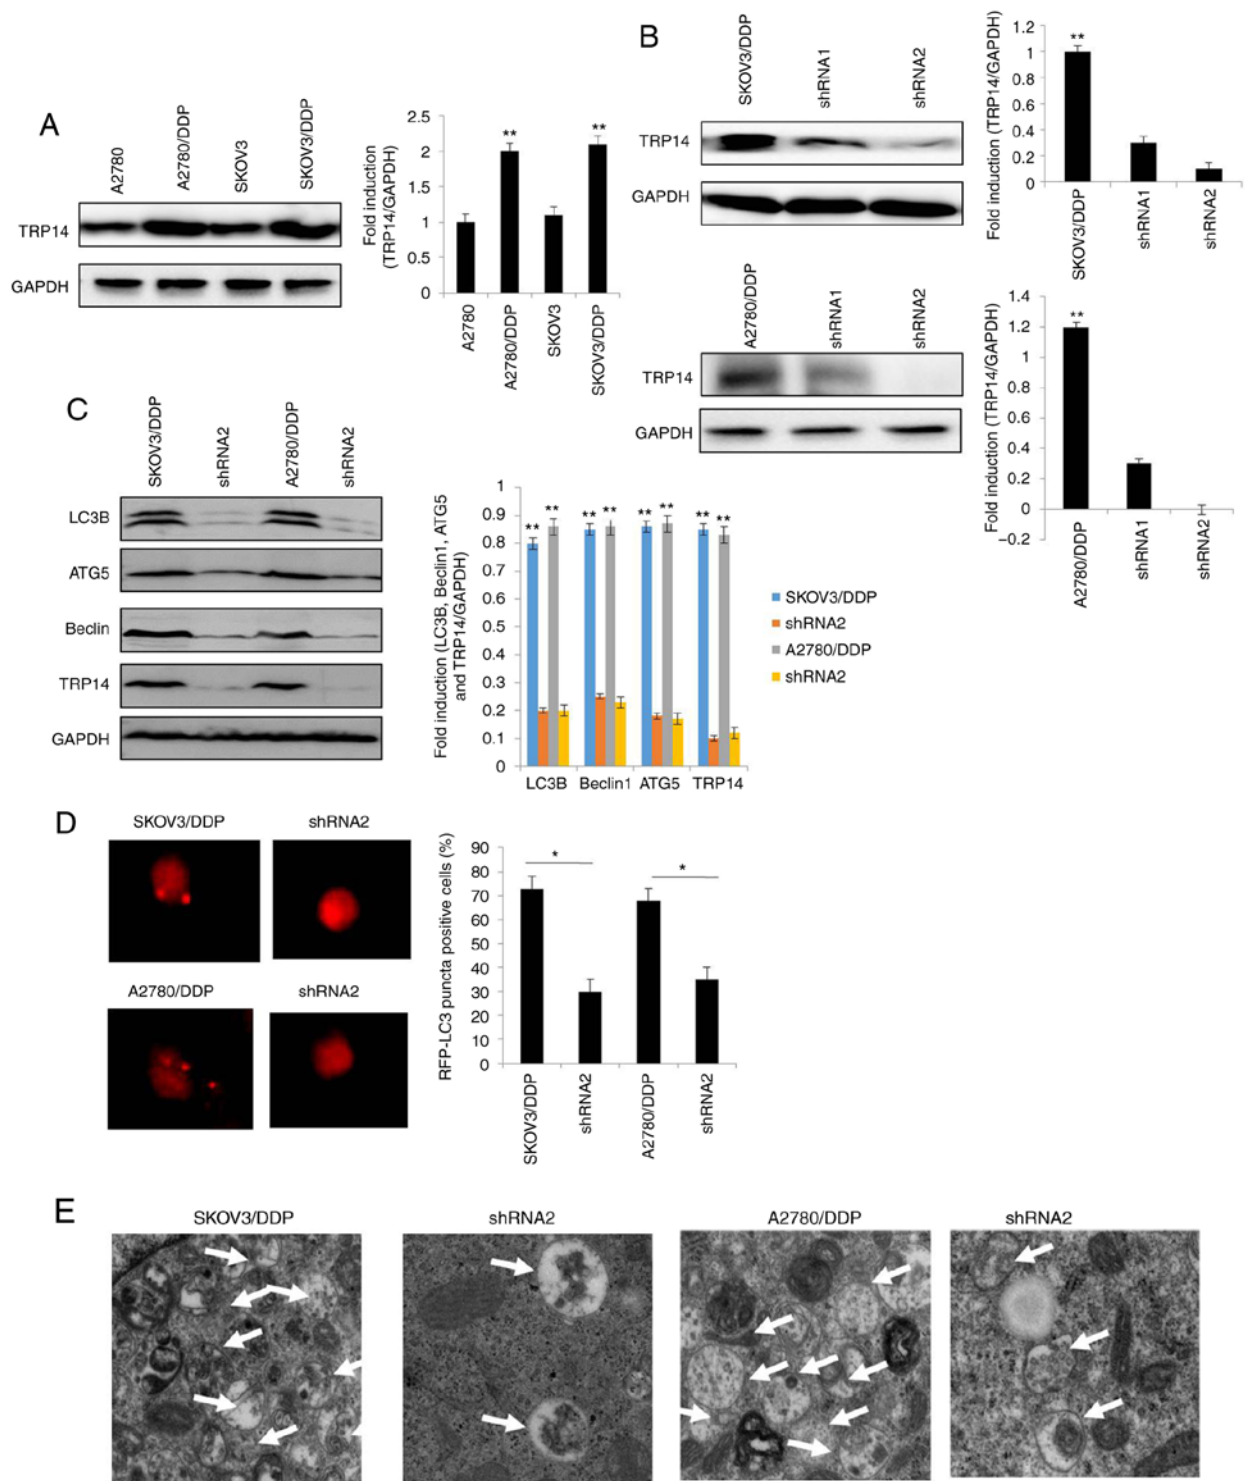 A
A2780
A2780/DDP
SKOV3
SKOV3/DDP
TRP14
GAPDH
Fold induction
(TRP14/GAPDH)
2.5
2
1.5
1
0.5
0
**
**
A2780
A2780/DDP
SKOV3
SKOV3/DDP
B
SKOV3/DDP
shRNA1
shRNA2
TRP14
GAPDH
Fold induction (TRP14/GAPDH)
1.2
1
0.8
0.6
0.4
0.2
0
**
SKOV3/DDP
shRNA1
shRNA2
A2780/DDP
shRNA1
shRNA2
TRP14
GAPDH
Fold induction (TRP14/GAPDH)
1.4
1.2
1
0.8
0.6
0.4
0.2
0
−0.2
**
A2780/DDP
shRNA1
shRNA2
C
SKOV3/DDP
shRNA2
A2780/DDP
shRNA2
LC3B
ATG5
Beclin
TRP14
GAPDH
Fold induction (LC3B, Beclin1, ATG5
and TRP14/GAPDH)
1
0.9
0.8
0.7
0.6
0.5
0.4
0.3
0.2
0.1
0
** ** ** ** ** ** ** **
LC3B Beclin1 ATG5 TRP14
SKOV3/DDP
shRNA2
A2780/DDP
shRNA2
D
SKOV3/DDP
shRNA2
A2780/DDP
shRNA2
RFP-LC3 puncta positive cells (%)
90
80
70
60
50
40
30
20
10
0
*
*
SKOV3/DDP
shRNA2
A2780/DDP
shRNA2
E
SKOV3/DDP
shRNA2
A2780/DDP
shRNA2